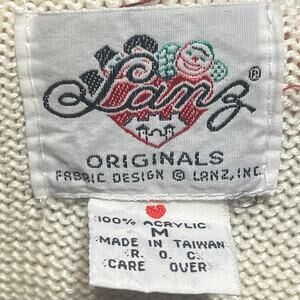 Lanz®
ORIGINALS
FABRIC DESIGN © LANZ, INC.
100% ACRYLIC
M
MADE IN TAIWAN
R. O. C.
CARE OVER